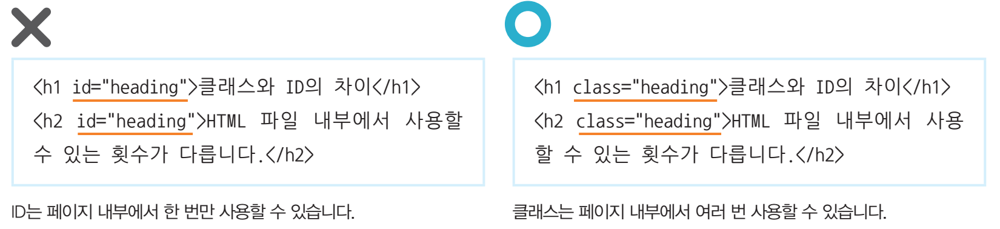 <h1 id="heading">클래스와 ID의 차이</h1>
<h2 id="heading">HTML 파일 내부에서 사용할
수 있는 횟수가 다릅니다.</h2>
ID는 페이지 내부에서 한 번만 사용할 수 있습니다.
<h1 class="heading">클래스와 ID의 차이</h1>
<h2 class="heading">HTML 파일 내부에서 사용
할 수 있는 횟수가 다릅니다.</h2>
클래스는 페이지 내부에서 여러 번 사용할 수 있습니다.